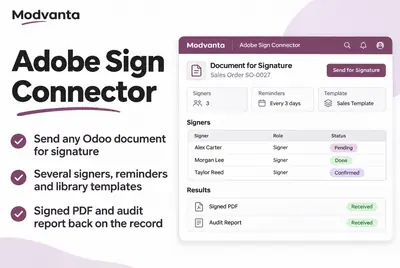 Modvanta
Adobe Sign
Connector
Send any Odoo document
for signature
Several signers, reminders
and library templates
Signed PDF and audit
report back on the record
Modvanta
Adobe Sign Connector
Document for Signature
Sales Order SO-0027
Send for Signature
Signers
3
Reminders
Every 3 days
Template
Sales Template
Signers
Signer Role Status
Alex Carter Signer Pending
Morgan Lee Signer Done
Taylor Reed Signer Confirmed
Results
Signed PDF Received
Audit Report Received